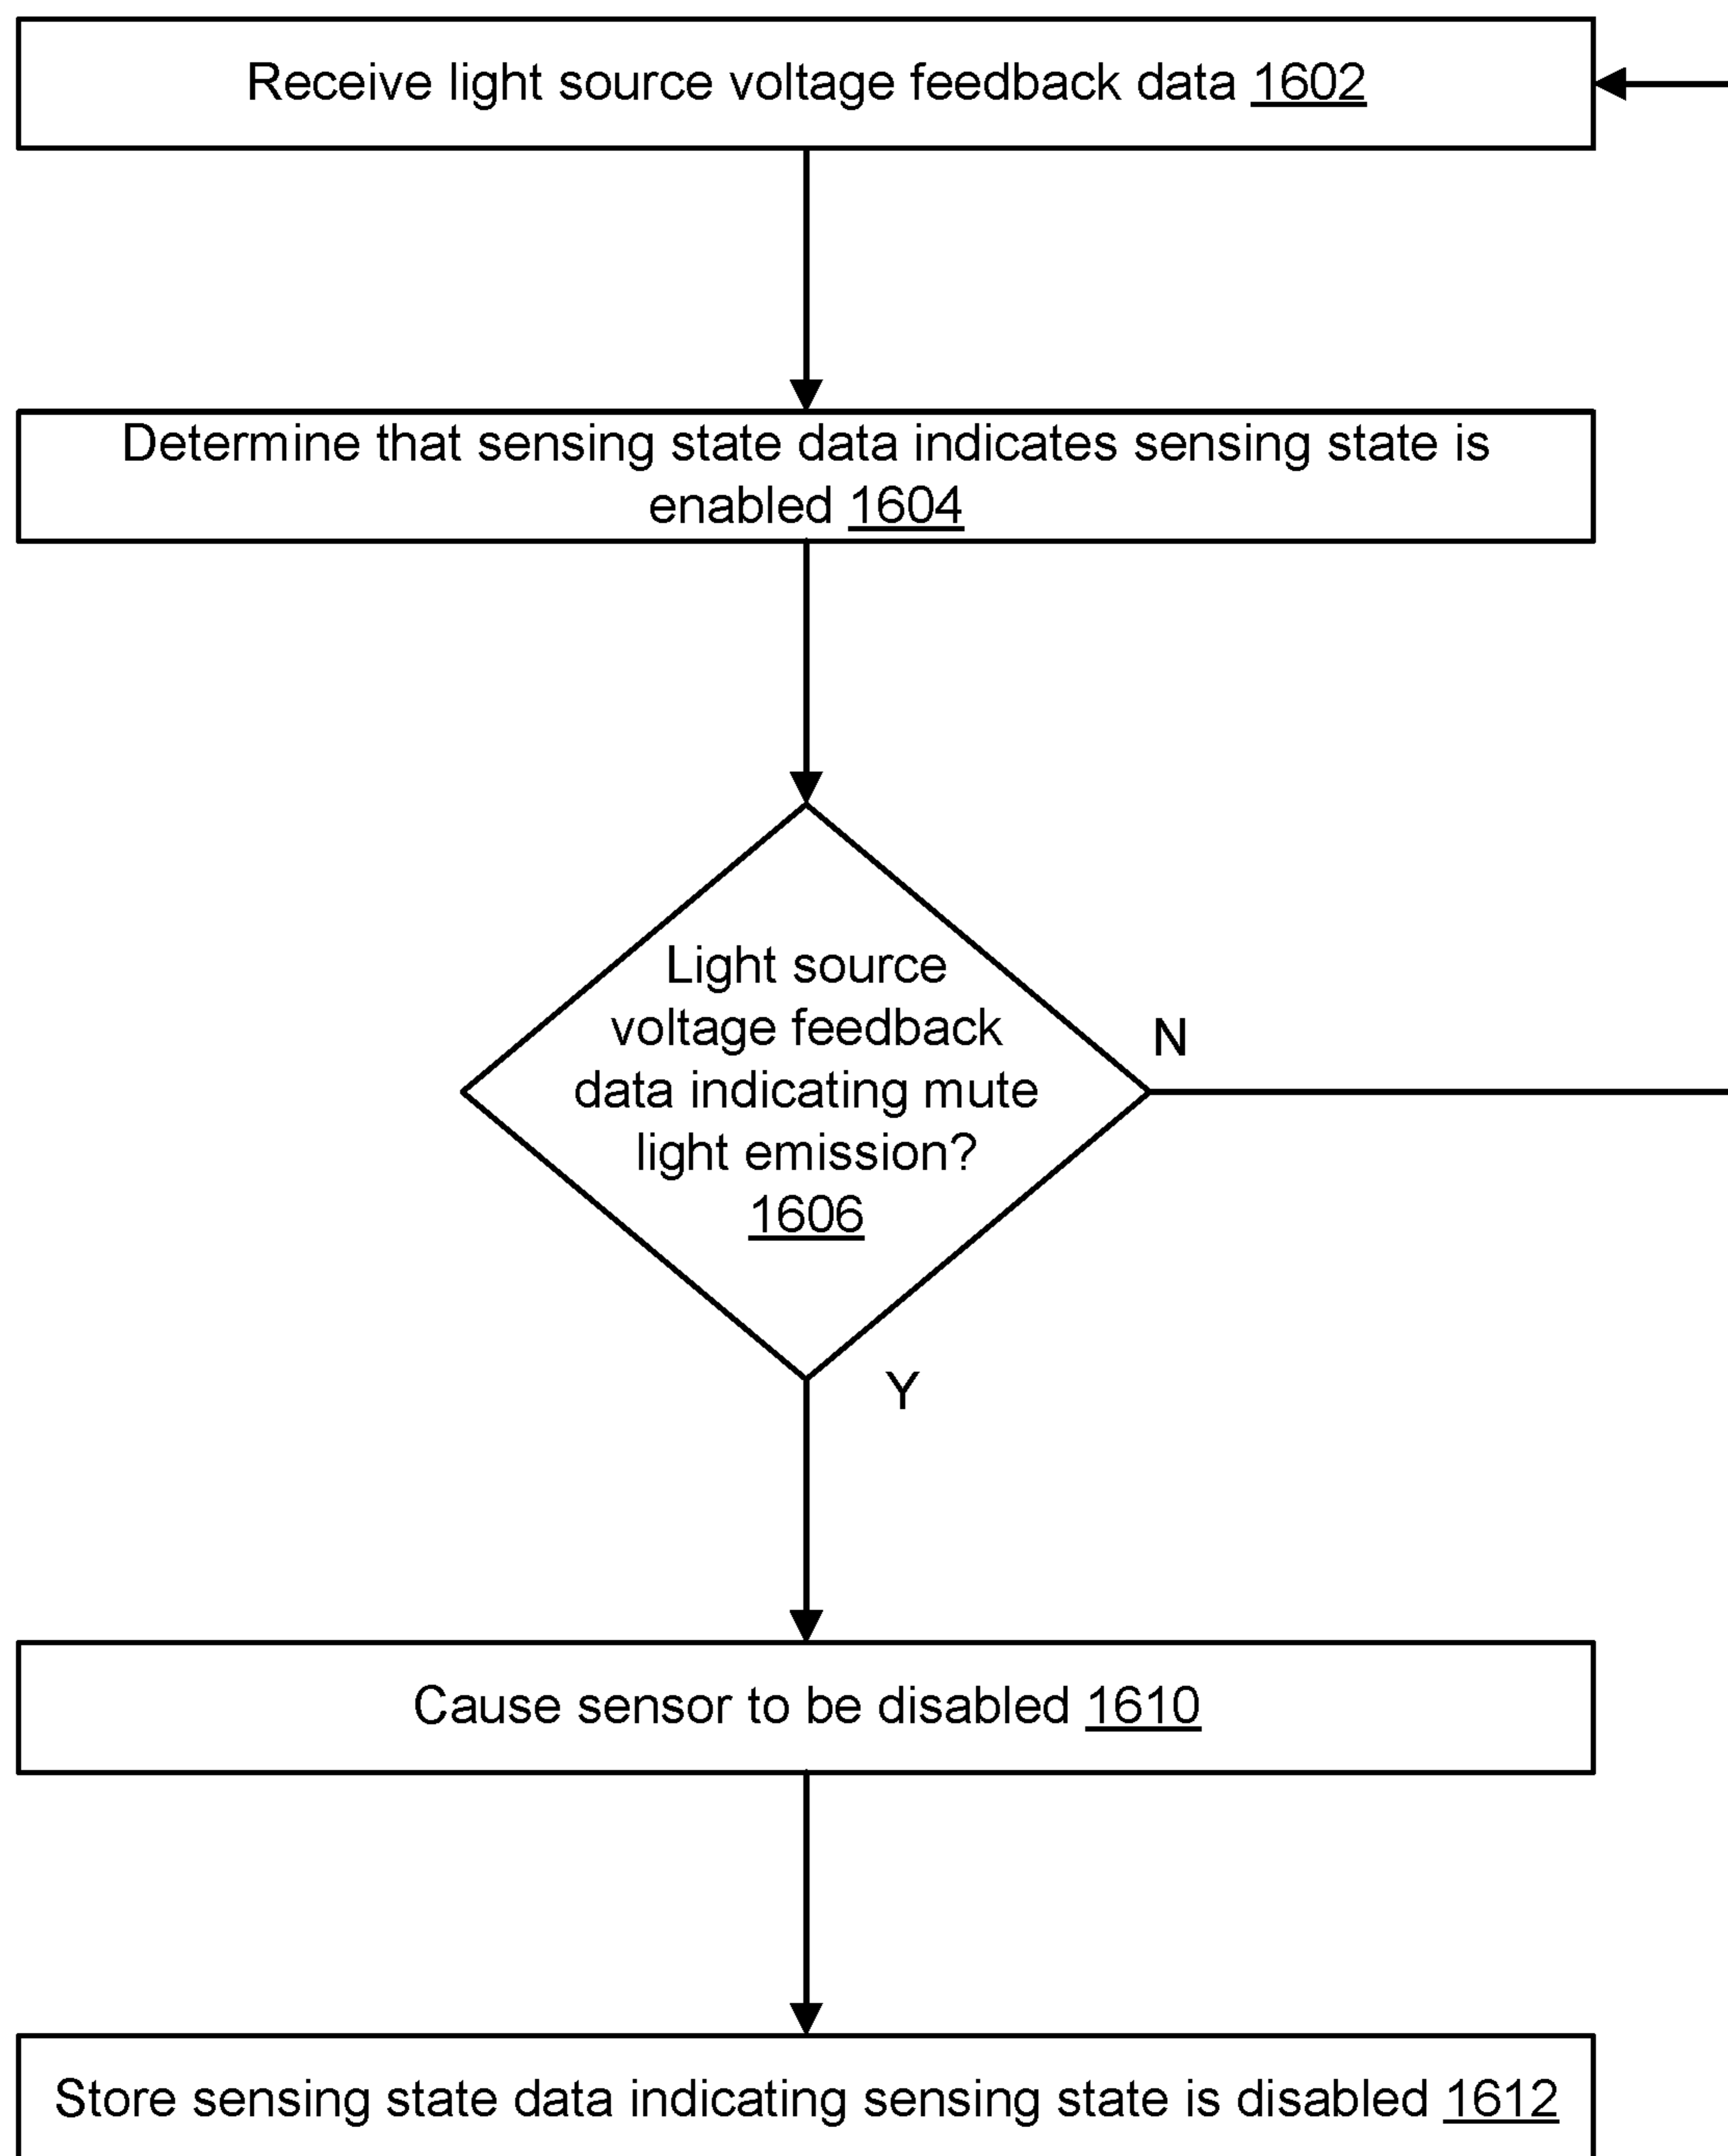 Receive light source voltage feedback data 1602
Determine that sensing state data indicates sensing state is
enabled 1604
Light source
voltage feedback
data indicating mute
light emission?
1606
N
Y
Cause sensor to be disabled 1610
Store sensing state data indicating sensing state is disabled 1612